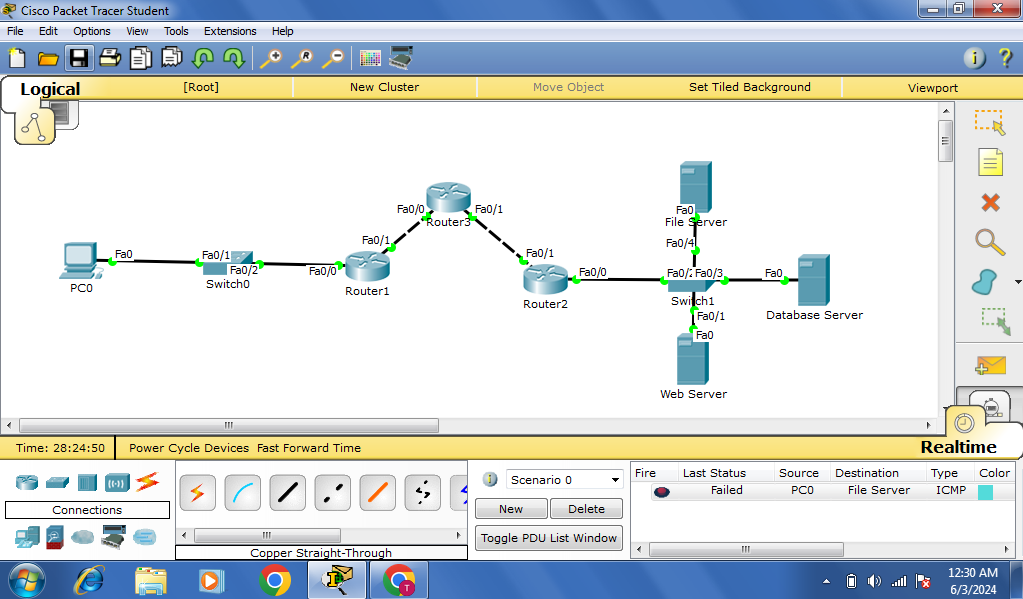 Cisco Packet Tracer Student
File Edit Options View Tools Extensions Help
Logical [Root] New Cluster Move Object Set Tiled Background Viewport
Fa0/0 Fa0/1
Router3
Fa0
File Server
Fa0/1
Fa0/4
Fa0 Fa0/1
Fa0/2
Fa0/0
Fa0/1
Fa0/0
Fa0/3
Fa0
PC0
Switch0
Router1
Router2
Switch1
Database Server
Fa0/1
Fa0
Web Server
Time: 28:24:50 Power Cycle Devices Fast Forward Time Realtime
Connections
Copper Straight-Through
Scenario 0
New Delete
Toggle PDU List Window
Fire Last Status Source Destination Type Color
Failed PC0 File Server ICMP
12:30 AM
6/3/2024